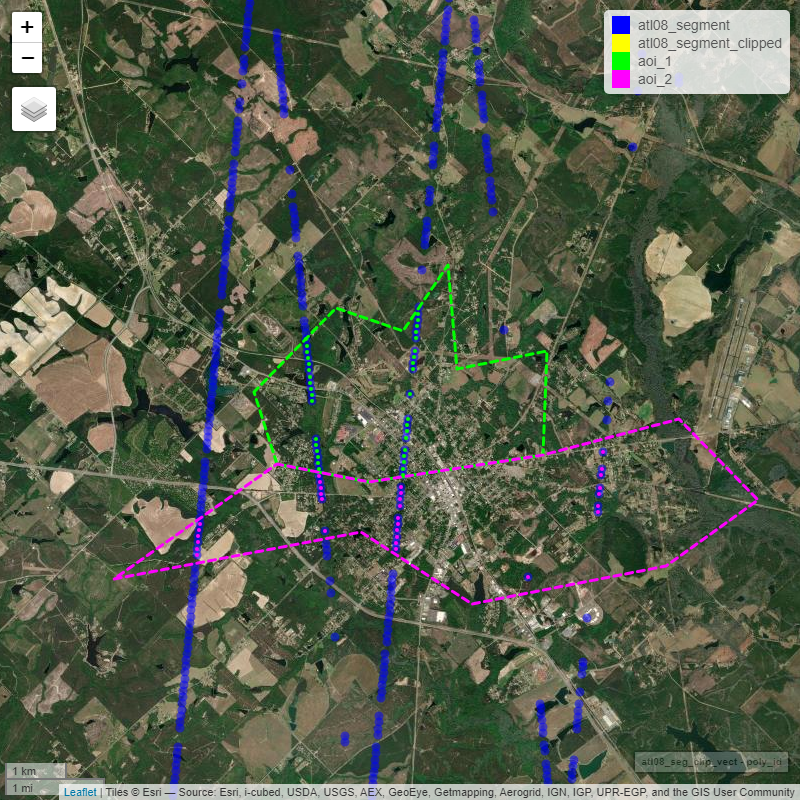 +
−
atl08_segment
atl08_segment_clipped
aoi_1
aoi_2
atl08_seg_clip_vect - poly_id
1 km
1 mi
Leaflet | Tiles © Esri — Source: Esri, i-cubed, USDA, USGS, AEX, GeoEye, Getmapping, Aerogrid, IGN, IGP, UPR-EGP, and the GIS User Community